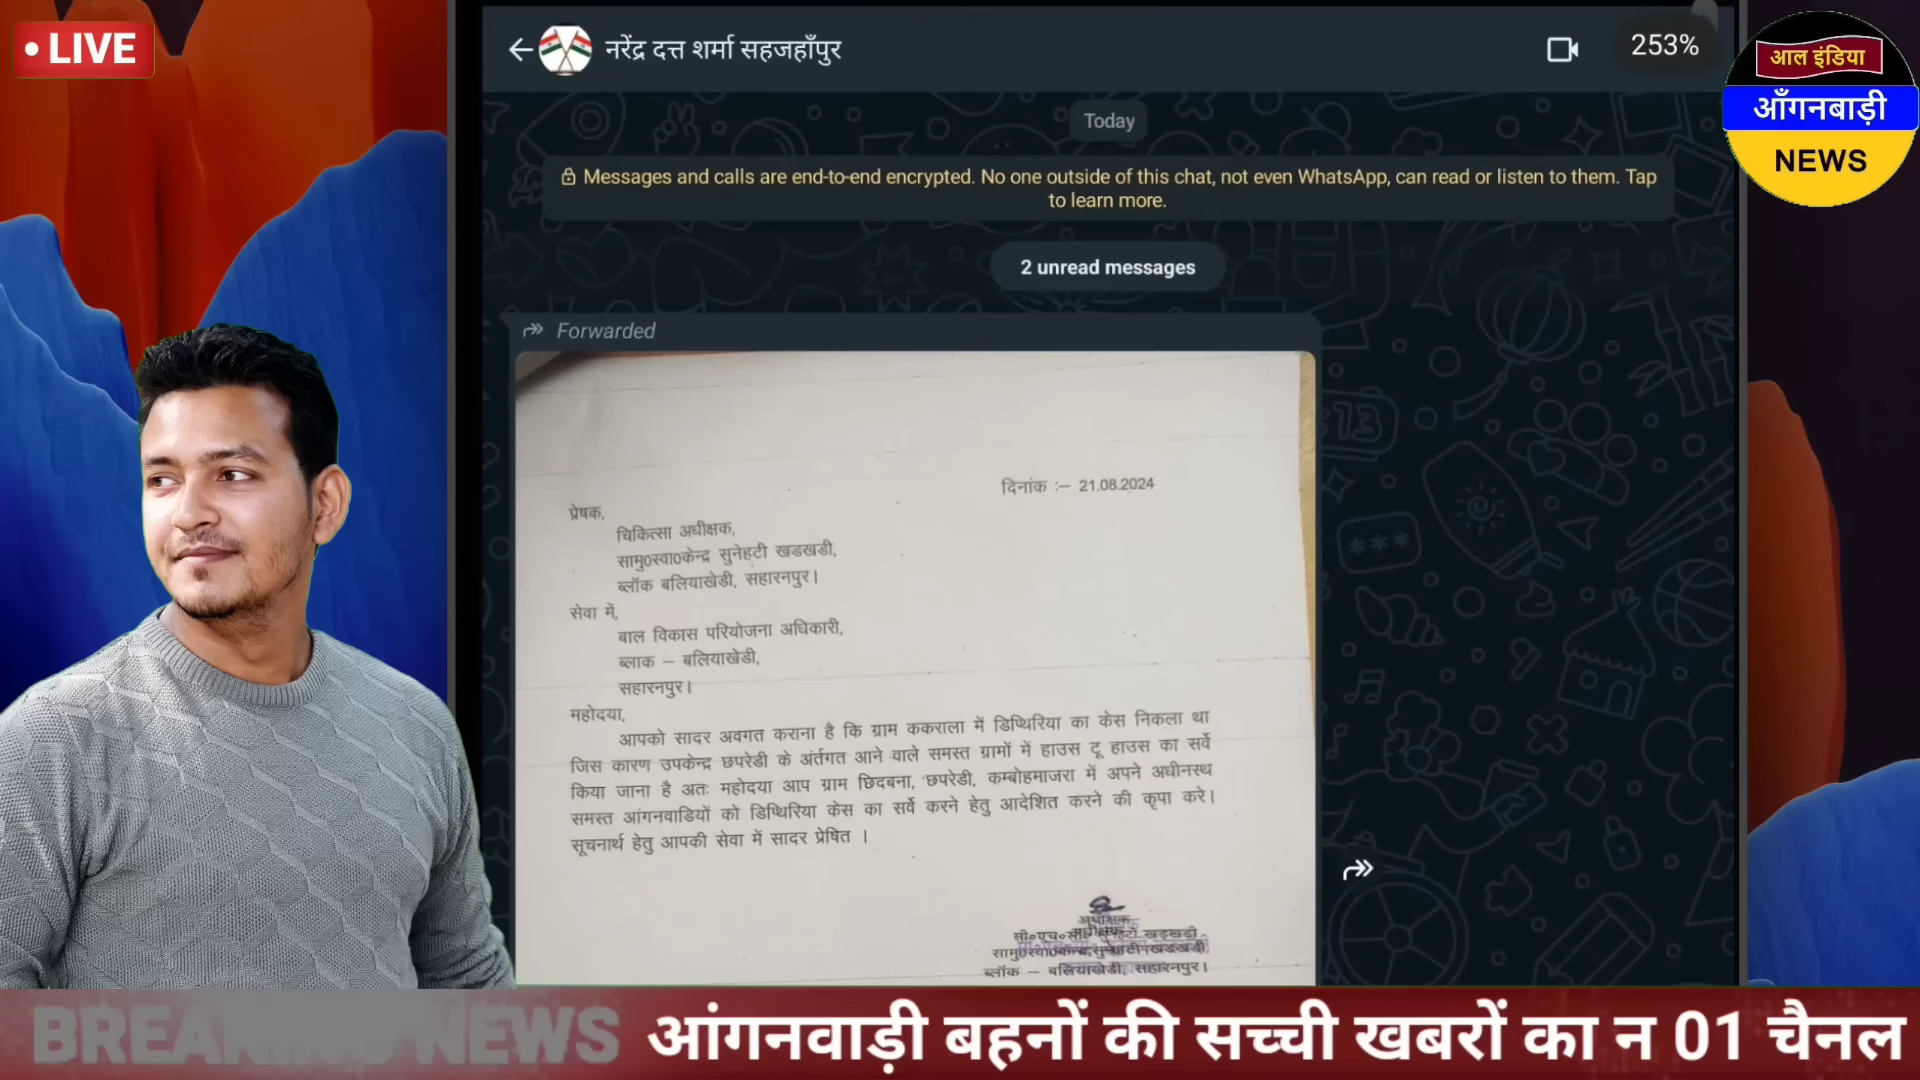 LIVE
नरेंद्र दत्त शर्मा सहजहाँपुर
253%
आल इंडिया
आँगनबाड़ी
NEWS
Today
Messages and calls are end-to-end encrypted. No one outside of this chat, not even WhatsApp, can read or listen to them. Tap
to learn more.
2 unread messages
Forwarded
दिनांक :– 21.08.2024
प्रेषक,
चिकित्सा अधीक्षक,
सामु0स्वा0केन्द्र सुनेहटी खडखडी,
ब्लॉक बलियाखेडी, सहारनपुर।
सेवा में,
बाल विकास परियोजना अधिकारी,
ब्लाक – बलियाखेडी,
सहारनपुर।
महोदया,
आपको सादर अवगत कराना है कि ग्राम ककराला में डिप्थिरिया का केस निकला था
जिस कारण उपकेन्द्र छपरेडी के अंर्तगत आने वाले समस्त ग्रामों में हाउस टू हाउस का सर्वे
किया जाना है अतः महोदया आप ग्राम छिदबना, छपरेडी, कम्बोहमाजरा में अपने अधीनस्थ
समस्त आंगनवाडियों को डिप्थिरिया केस का सर्वे करने हेतु आदेशित करने की कृपा करे।
सूचनार्थ हेतु आपकी सेवा में सादर प्रेषित ।
अधीक्षक
ब्लॉक – बलियाखेडी, सहारनपुर।
BREAKING NEWS
आंगनवाड़ी बहनों की सच्ची खबरों का न 01 चैनल